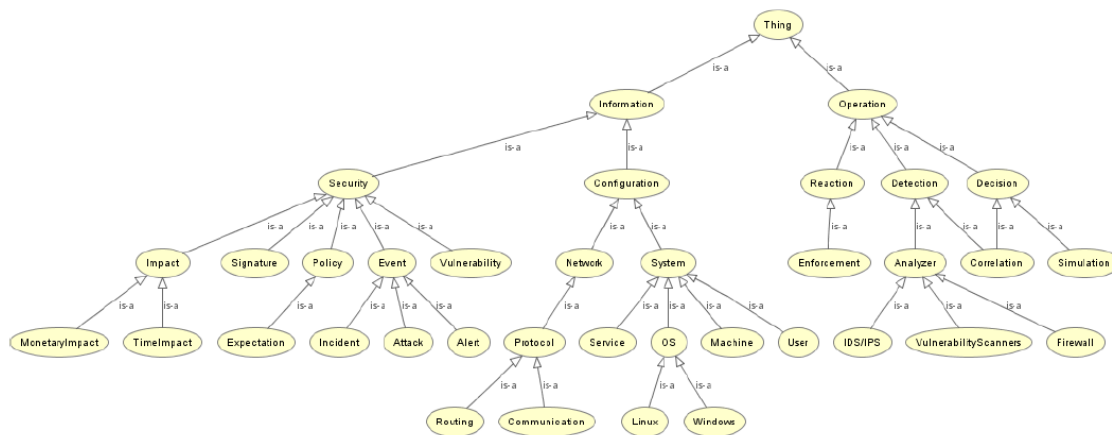 Thing
is-a
is-a
Information
Operation
is-a
is-a
is-a
is-a
is-a
Security
Configuration
Reaction
Detection
Decision
is-a
is-a
is-a
is-a
is-a
is-a
is-a
is-a
is-a
is-a
is-a
is-a
Impact
Signature
Policy
Event
Vulnerability
Network
System
Enforcement
Analyzer
Correlation
Simulation
is-a
is-a
is-a
is-a
is-a
is-a
is-a
is-a
is-a
is-a
is-a
is-a
is-a
is-a
MonetaryImpact
TimeImpact
Expectation
Incident
Attack
Alert
Protocol
Service
OS
Machine
User
IDS/IPS
VulnerabilityScanners
Firewall
is-a
is-a
is-a
is-a
Routing
Communication
Linux
Windows